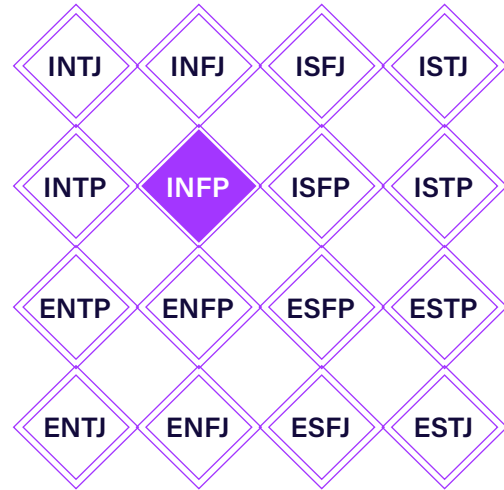 INTJ INFJ ISFJ ISTJ
INTP INFP ISFP ISTP
ENTP ENFP ESFP ESTP
ENTJ ENFJ ESFJ ESTJ